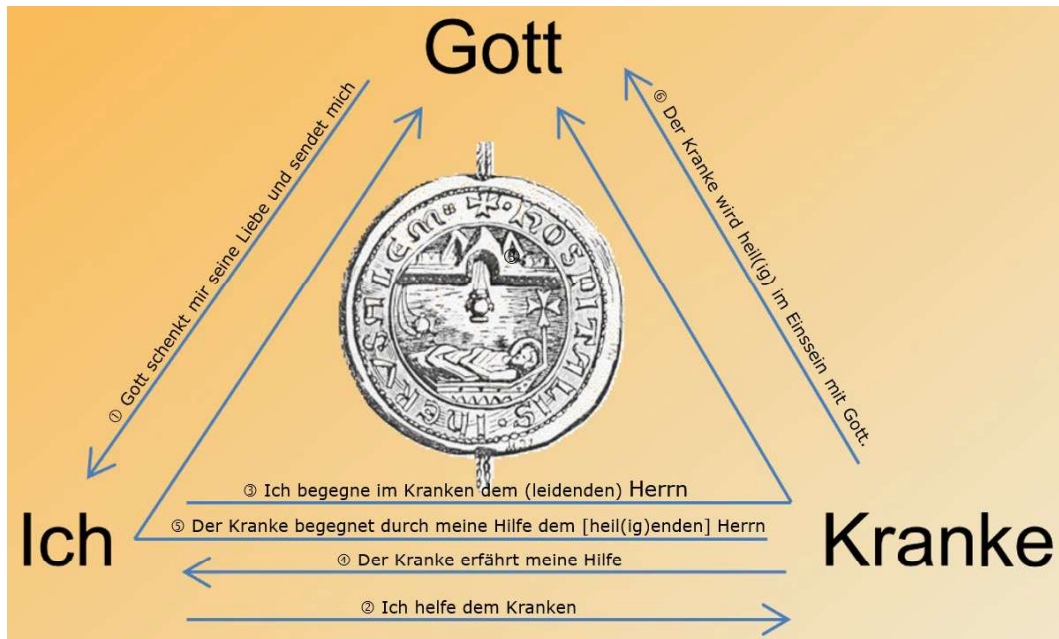 Gott
① Gott schenkt mir seine Liebe und sendet mich
⑥ Der Kranke wird heil(ig) im Einssein mit Gott.
✠ · HOSPITALIS · IHERUSALEM
③ Ich begegne im Kranken dem (leidenden) Herrn
Ich
⑤ Der Kranke begegnet durch meine Hilfe dem [heil(ig)enden] Herrn
Kranke
④ Der Kranke erfährt meine Hilfe
② Ich helfe dem Kranken